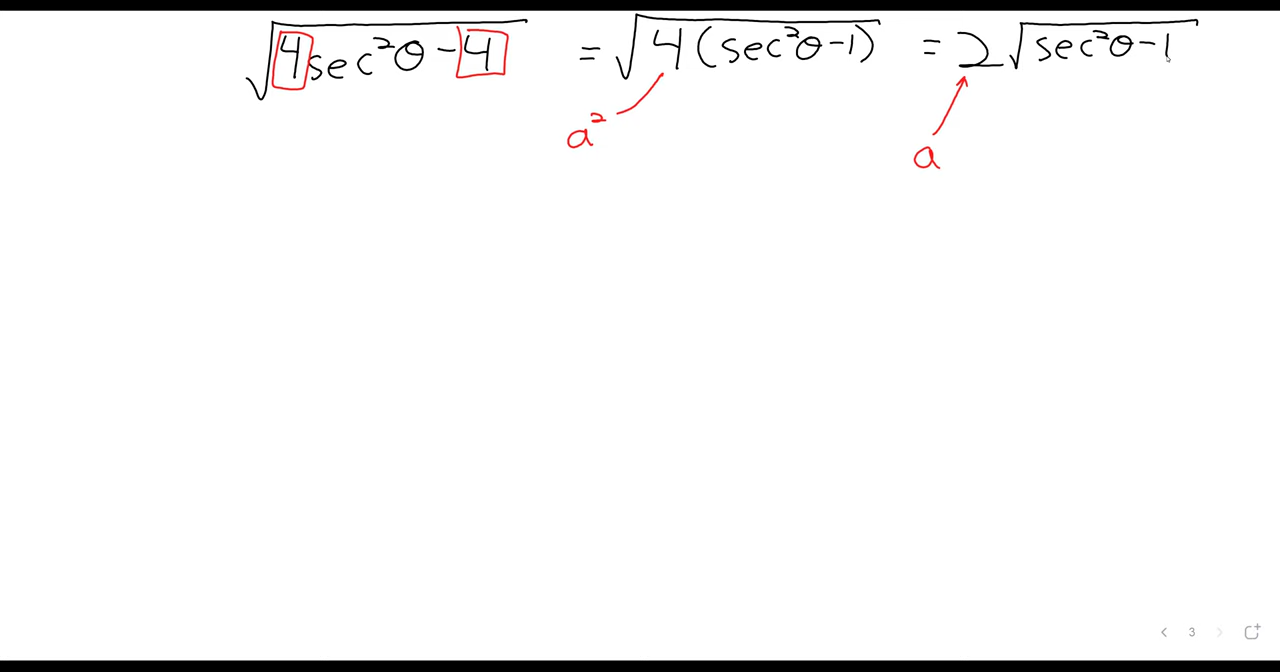 √4sec²θ-4 = √4(sec²θ-1) = 2√sec²θ-1
a²
a
< 3 >